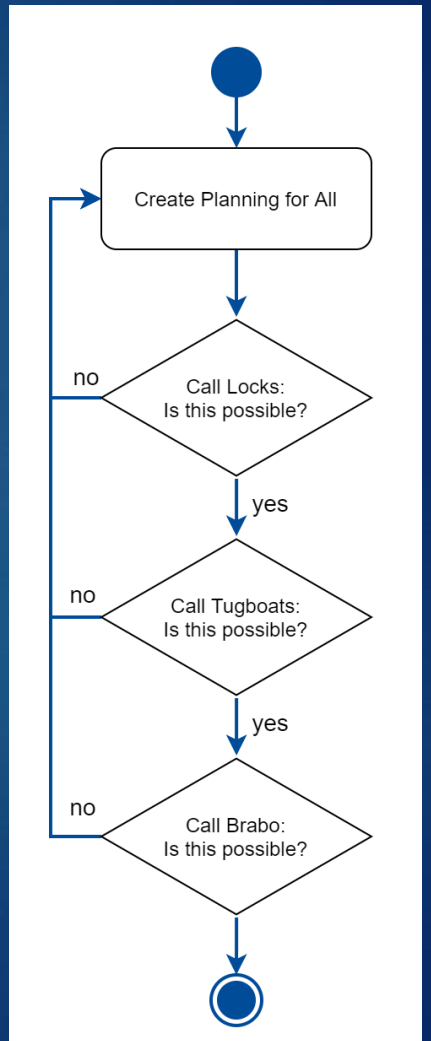 Create Planning for All
no
Call Locks:
Is this possible?
yes
no
Call Tugboats:
Is this possible?
yes
no
Call Brabo:
Is this possible?